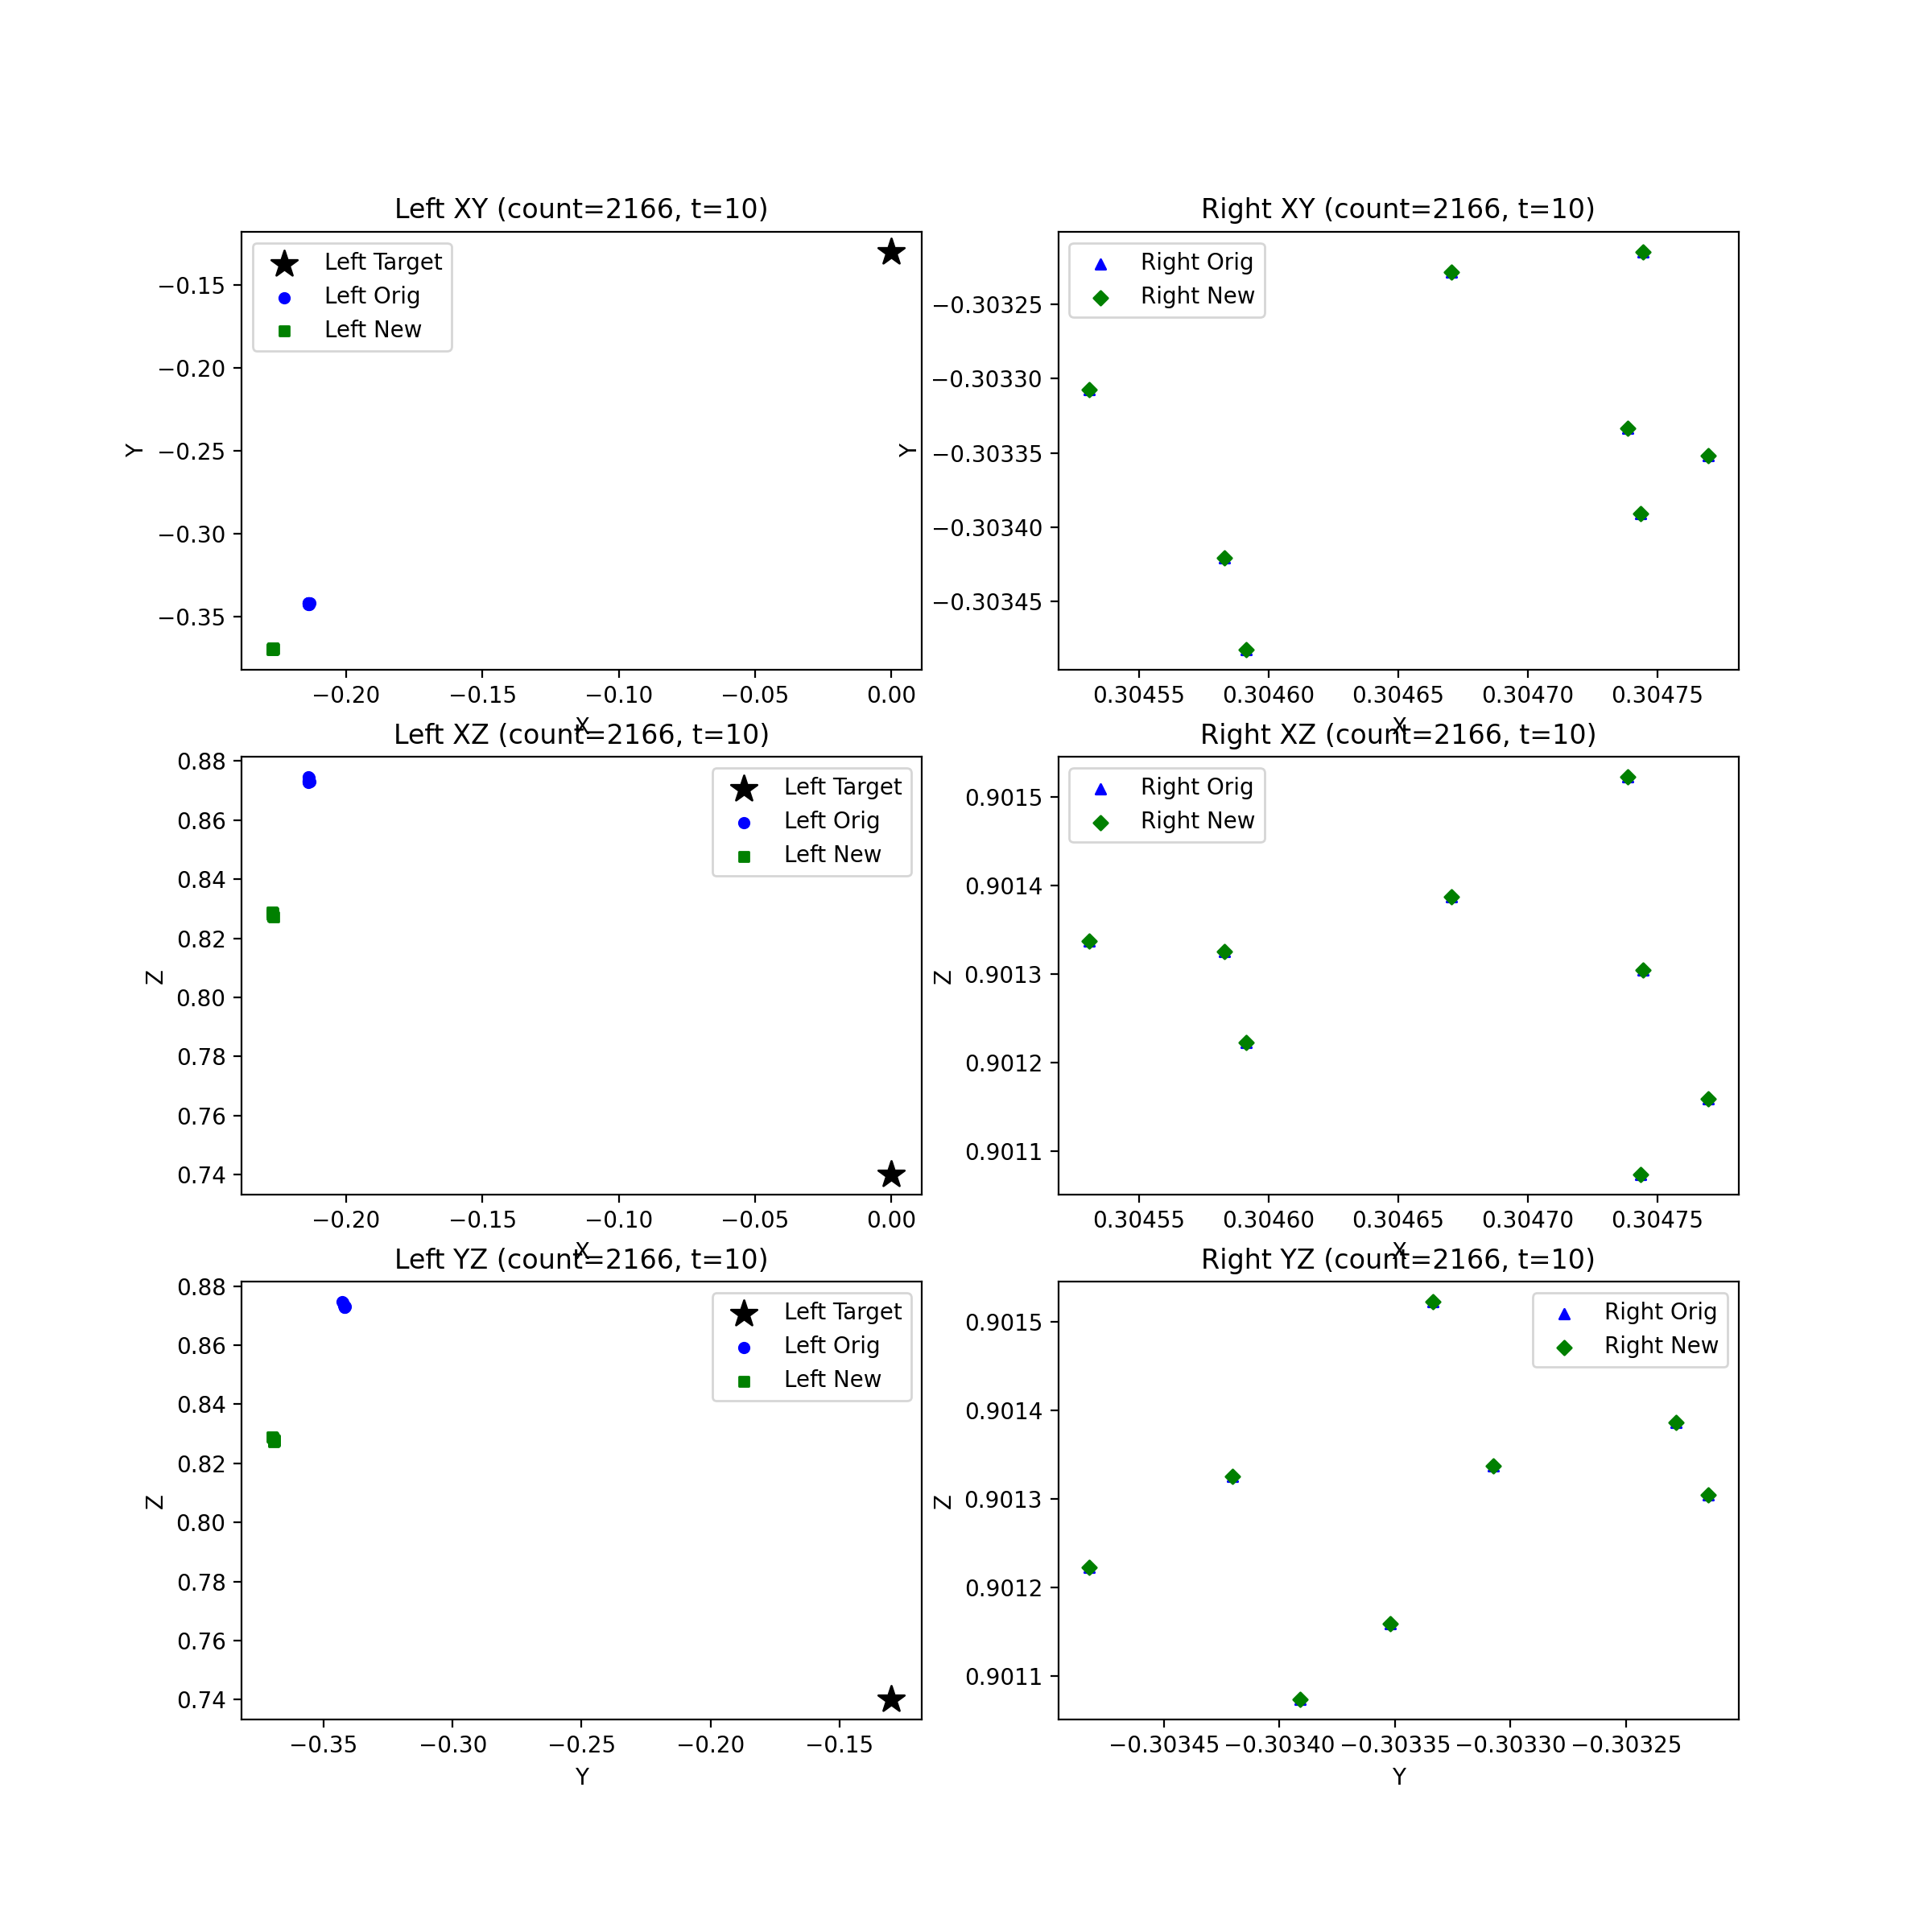 Left XY (count=2166, t=10)
Left Target
Left Orig
Left New
−0.15
−0.20
−0.25
−0.30
−0.35
Y
−0.20
−0.15
−0.10
−0.05
0.00
X
Right XY (count=2166, t=10)
Right Orig
Right New
−0.30325
−0.30330
−0.30335
−0.30340
−0.30345
Y
0.30455
0.30460
0.30465
0.30470
0.30475
X
Left XZ (count=2166, t=10)
Left Target
Left Orig
Left New
0.88
0.86
0.84
0.82
0.80
0.78
0.76
0.74
Z
−0.20
−0.15
−0.10
−0.05
0.00
X
Right XZ (count=2166, t=10)
Right Orig
Right New
0.9015
0.9014
0.9013
0.9012
0.9011
Z
0.30455
0.30460
0.30465
0.30470
0.30475
X
Left YZ (count=2166, t=10)
Left Target
Left Orig
Left New
0.88
0.86
0.84
0.82
0.80
0.78
0.76
0.74
Z
−0.35
−0.30
−0.25
−0.20
−0.15
Y
Right YZ (count=2166, t=10)
Right Orig
Right New
0.9015
0.9014
0.9013
0.9012
0.9011
Z
−0.30345
−0.30340
−0.30335
−0.30330
−0.30325
Y